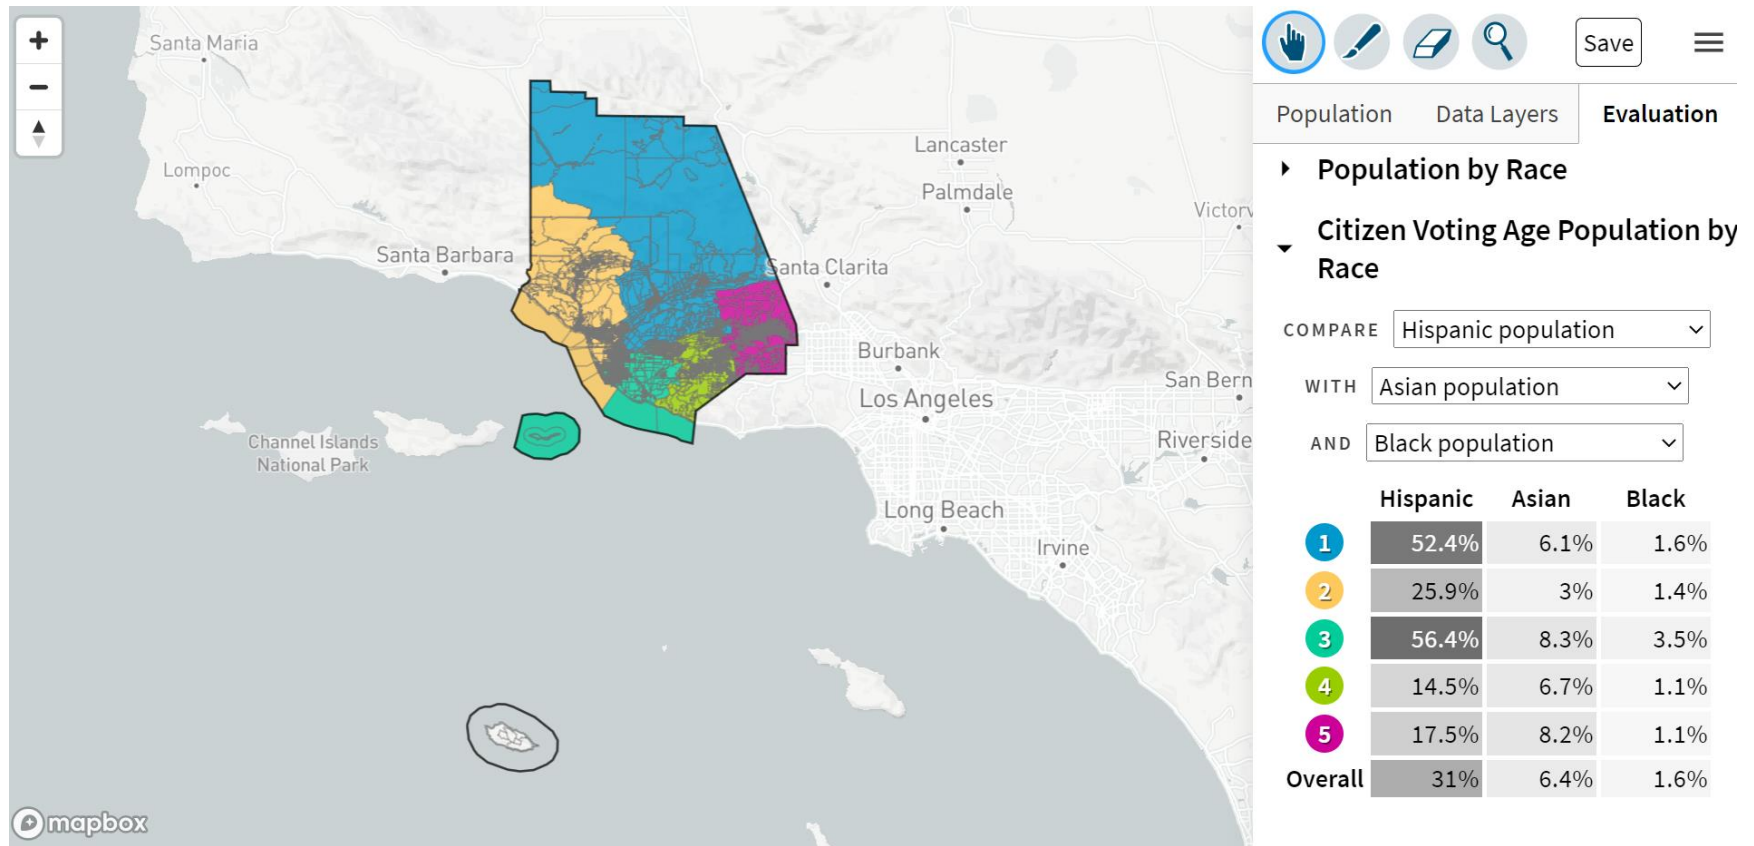 Santa Maria
Lompoc
Santa Barbara
Lancaster
Palmdale
Victorv
Santa Clarita
Burbank
San Bern
Los Angeles
Riverside
Channel Islands
National Park
Long Beach
Irvine
mapbox
Save
Population
Data Layers
Evaluation
Population by Race
Citizen Voting Age Population by
Race
COMPARE Hispanic population
WITH Asian population
AND Black population
Hispanic Asian Black
1 52.4% 6.1% 1.6%
2 25.9% 3% 1.4%
3 56.4% 8.3% 3.5%
4 14.5% 6.7% 1.1%
5 17.5% 8.2% 1.1%
Overall 31% 6.4% 1.6%